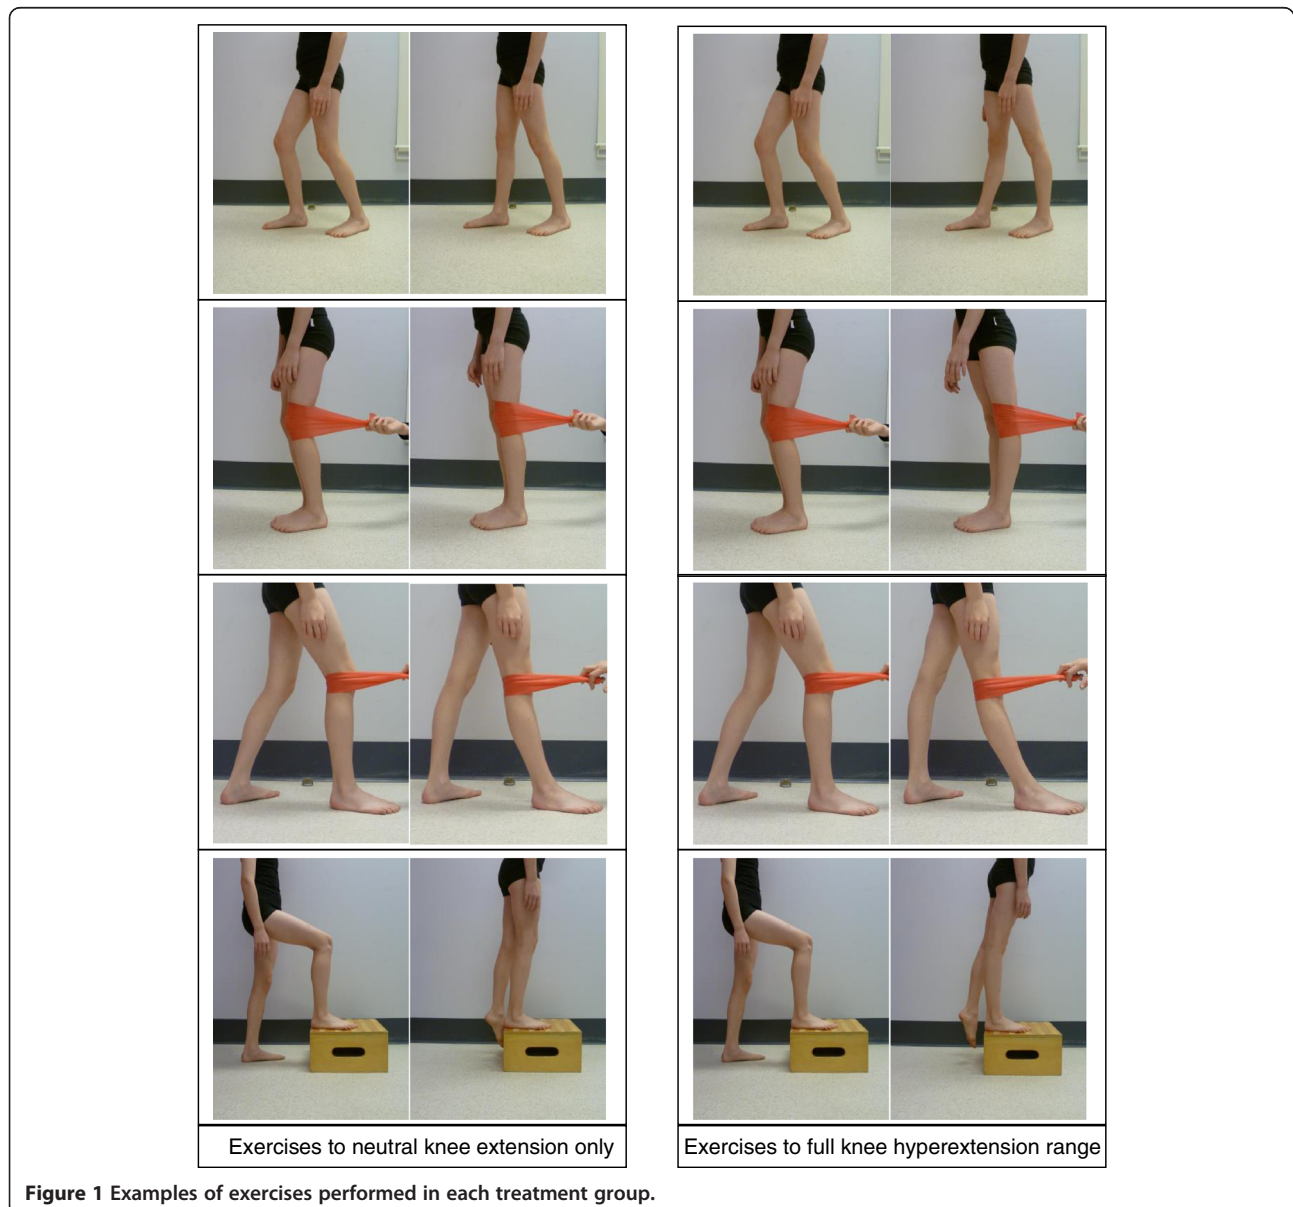 Exercises to neutral knee extension only
Exercises to full knee hyperextension range
Figure 1 Examples of exercises performed in each treatment group.